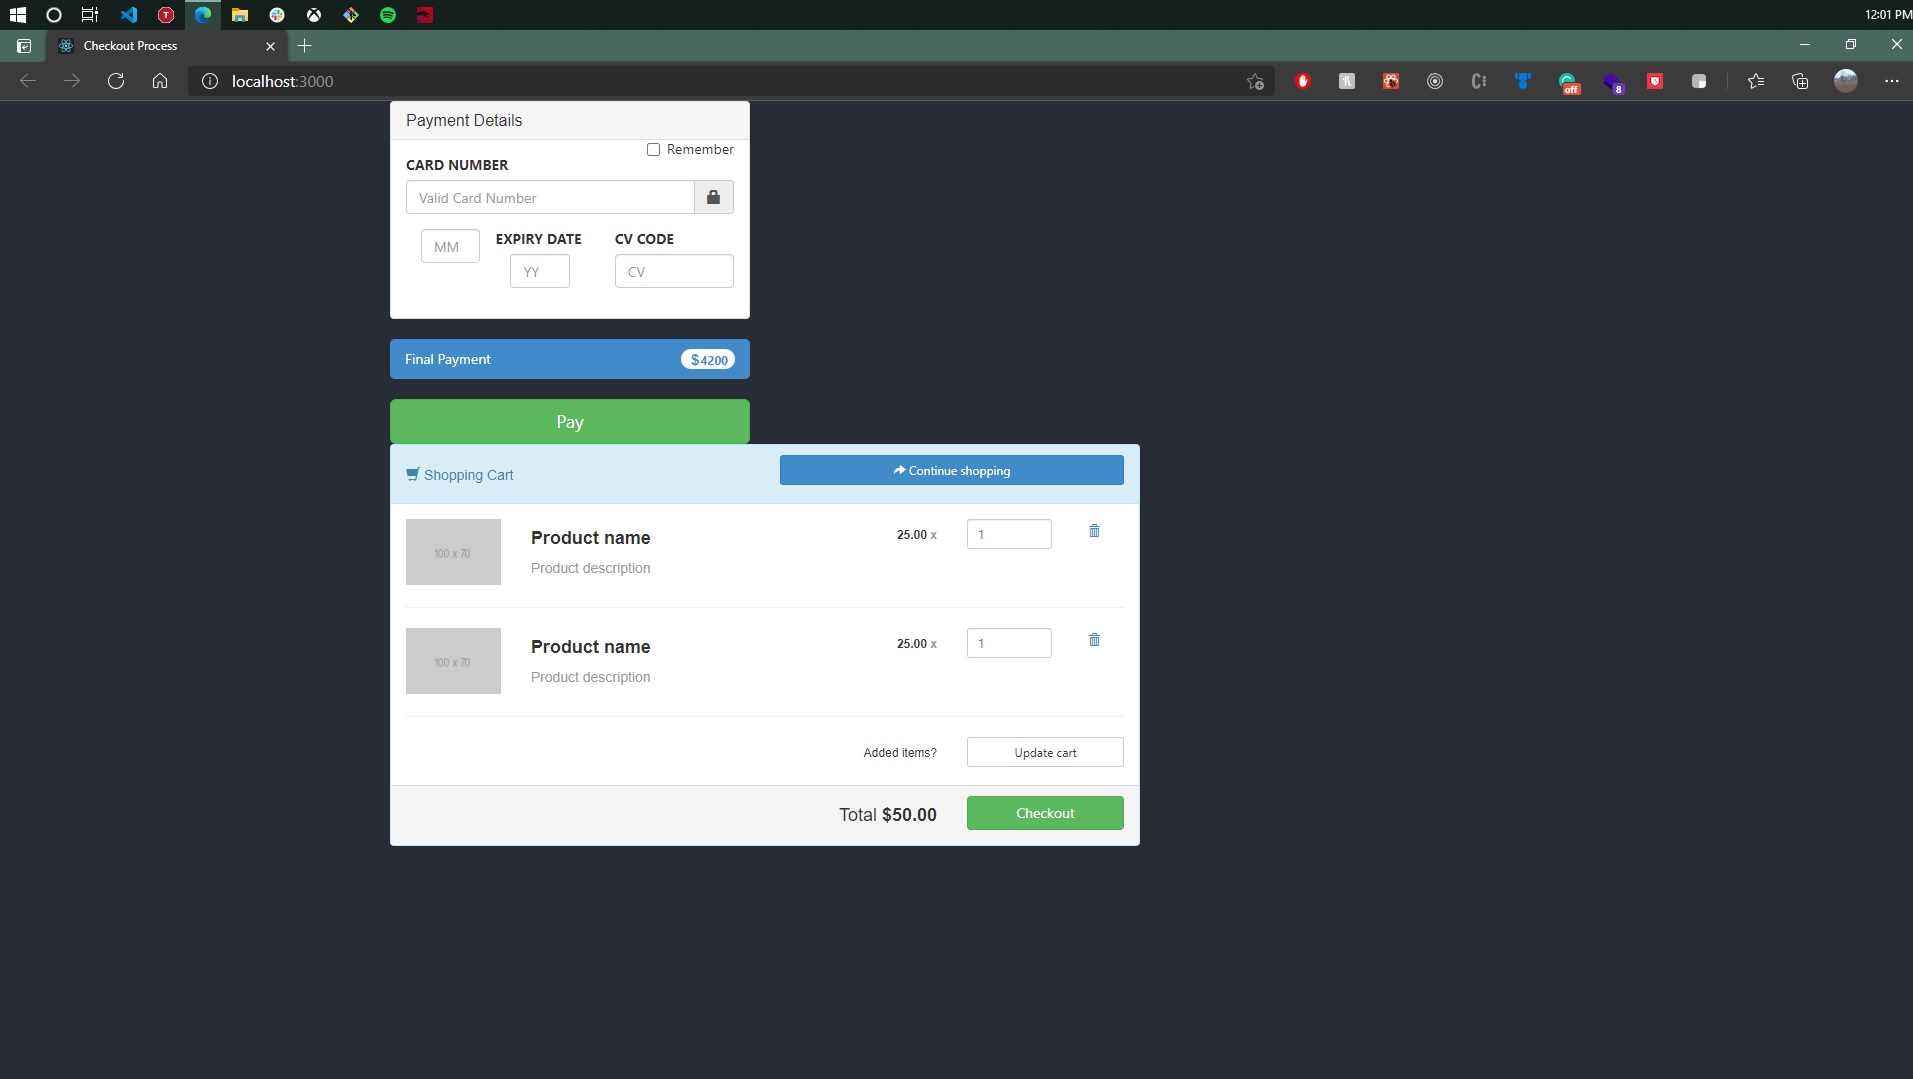 12:01 PM
Checkout Process
localhost:3000
off
8
Payment Details
Remember
CARD NUMBER
Valid Card Number
MM
EXPIRY DATE
YY
CV CODE
CV
Final Payment
$4200
Pay
Shopping Cart
Continue shopping
100 x 70
Product name
Product description
25.00 x
1
100 x 70
Product name
Product description
25.00 x
1
Added items?
Update cart
Total $50.00
Checkout